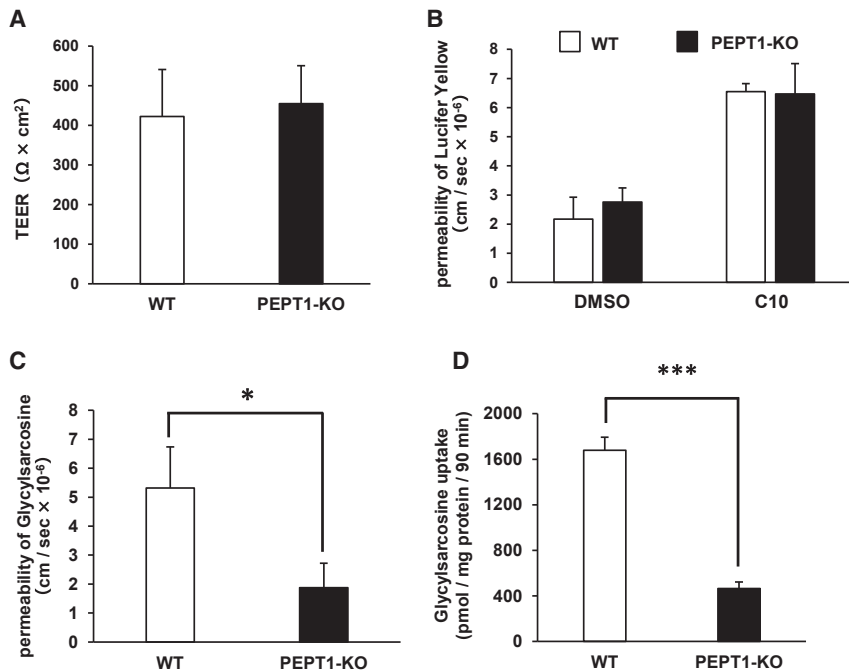 A
TEER (Ω × cm²)
600
500
400
300
200
100
0
WT
PEPT1-KO
B
WT
PEPT1-KO
permeability of Lucifer Yellow
(cm / sec × 10⁻⁶)
8
7
6
5
4
3
2
1
0
DMSO
C10
C
permeability of Glycylsarcosine
(cm / sec × 10⁻⁶)
8
7
6
5
4
3
2
1
0
*
WT
PEPT1-KO
D
Glycylsarcosine uptake
(pmol / mg protein / 90 min)
2000
1600
1200
800
400
0
***
WT
PEPT1-KO